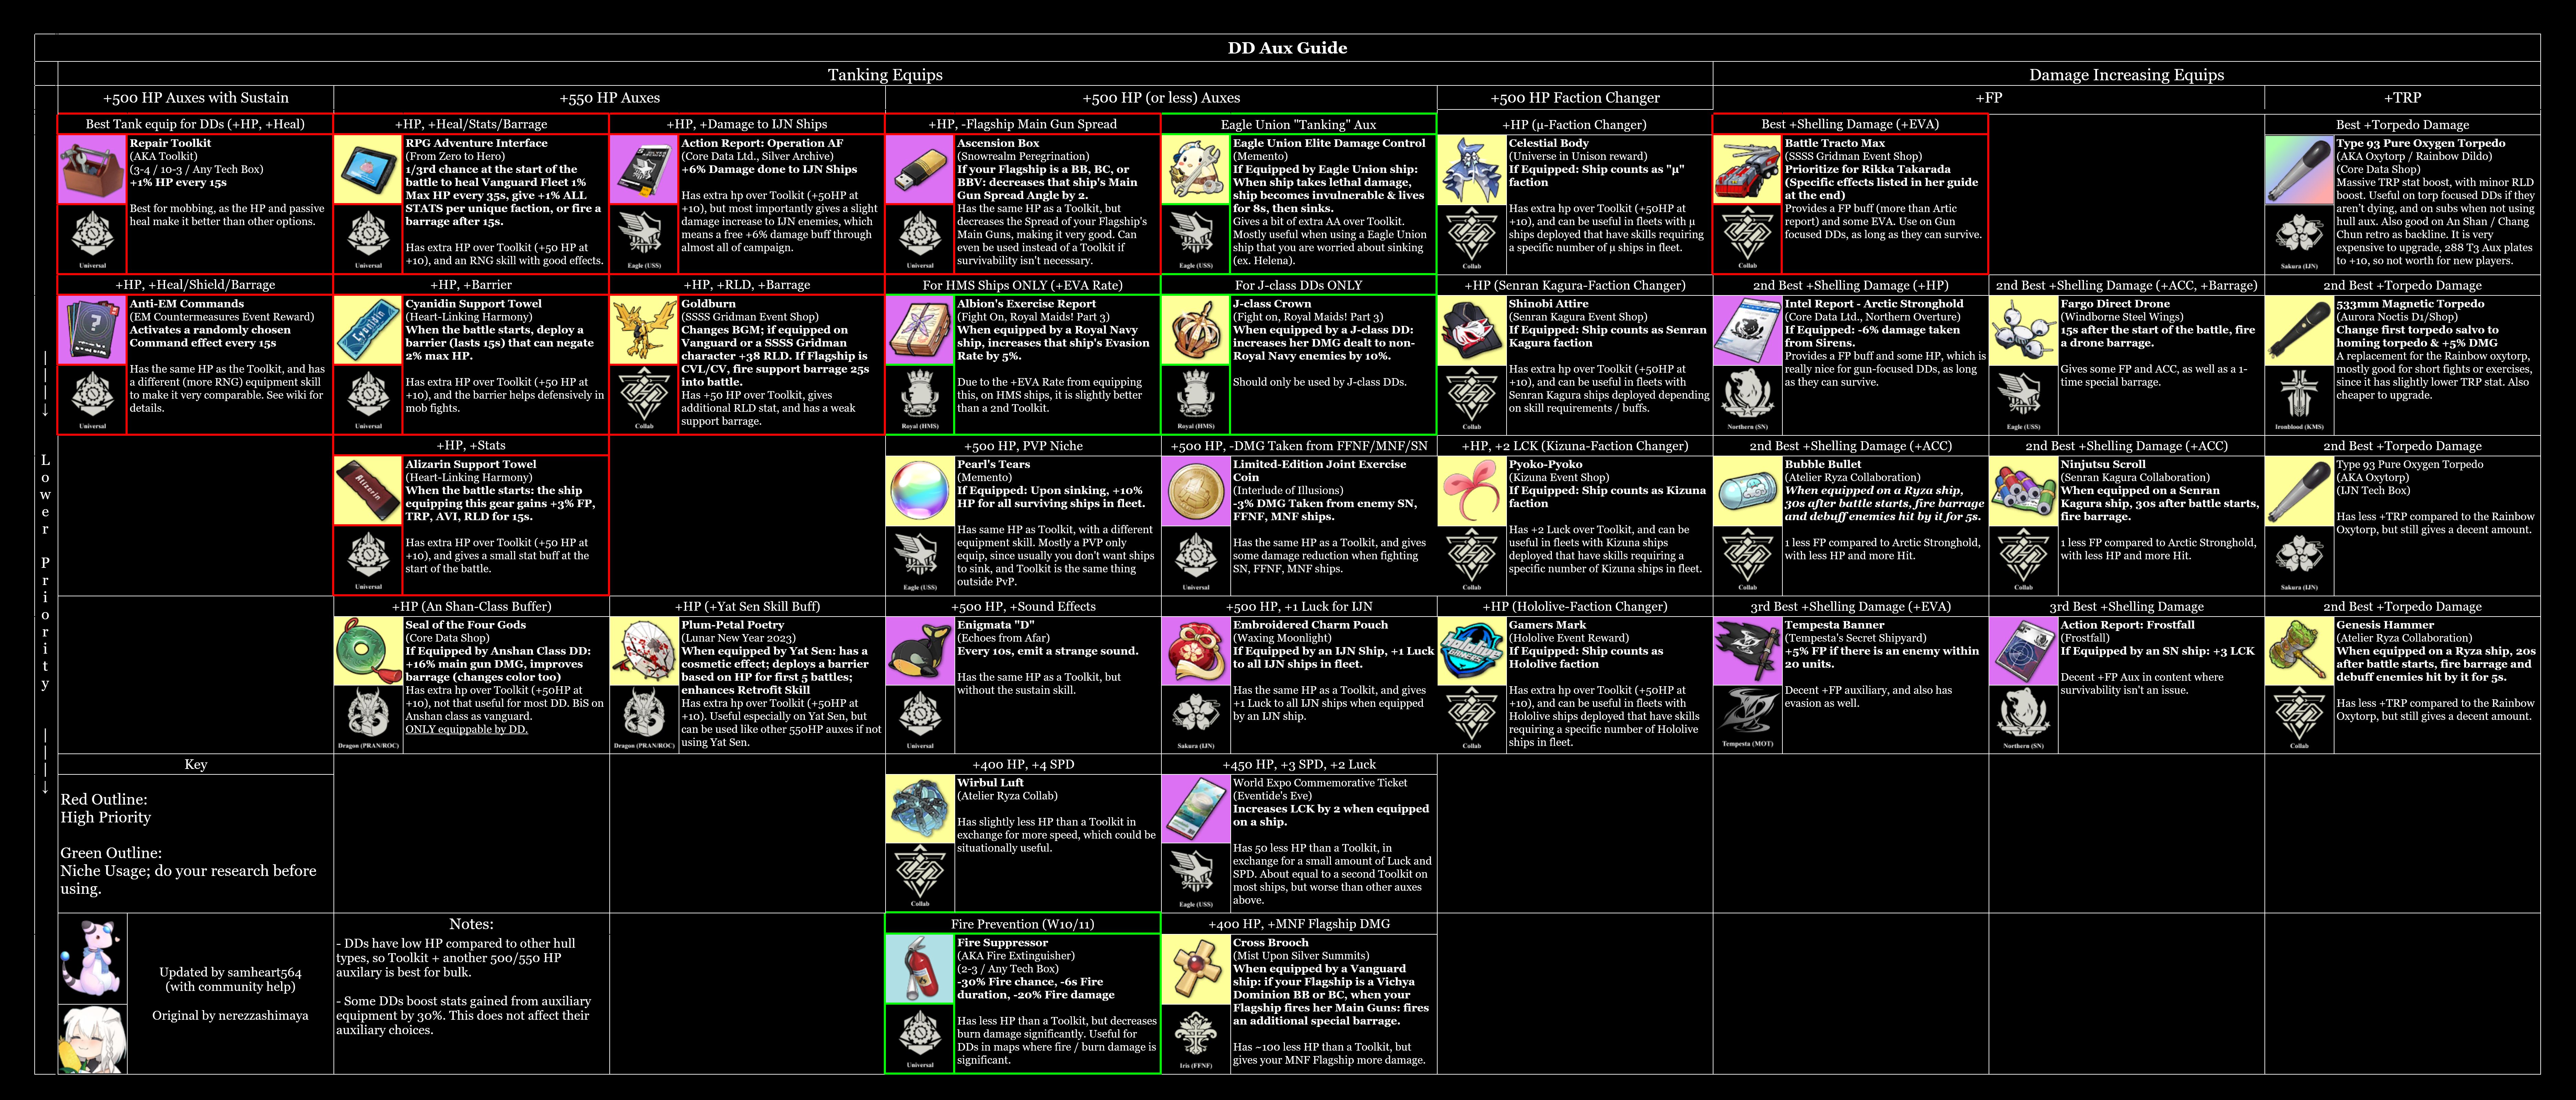 DD Aux Guide
Tanking Equips
Damage Increasing Equips
+500 HP Auxes with Sustain
+550 HP Auxes
+500 HP (or less) Auxes
+500 HP Faction Changer
+FP
+TRP
Lower Priority
Best Tank equip for DDs (+HP, +Heal)
Repair Toolkit
(AKA Toolkit)
(3-4 / 10-3 / Any Tech Box)
+1% HP every 15s
Best for mobbing, as the HP and passive
heal make it better than other options.
Universal
+HP, +Heal/Stats/Barrage
RPG Adventure Interface
(From Zero to Hero)
1/3rd chance at the start of the
battle to heal Vanguard Fleet 1%
Max HP every 35s, give +1% ALL
STATS per unique faction, or fire a
barrage after 15s.
Has extra HP over Toolkit (+50 HP at
+10), and an RNG skill with good effects.
Universal
+HP, +Damage to IJN Ships
Action Report: Operation AF
(Core Data Ltd., Silver Archive)
+6% Damage done to IJN Ships
Has extra hp over Toolkit (+50HP at
+10), but most importantly gives a slight
damage increase to IJN enemies, which
means a free +6% damage buff through
almost all of campaign.
Eagle (USS)
+HP, -Flagship Main Gun Spread
Ascension Box
(Snowrealm Peregrination)
If your Flagship is a BB, BC, or
BBV: decreases that ship's Main
Gun Spread Angle by 2.
Has the same HP as a Toolkit, but
decreases the Spread of your Flagship's
Main Guns, making it very good. Can
even be used instead of a Toolkit if
survivability isn't necessary.
Universal
Eagle Union "Tanking" Aux
Eagle Union Elite Damage Control
(Memento)
If Equipped by Eagle Union ship:
When ship takes lethal damage,
ship becomes invulnerable & lives
for 8s, then sinks.
Gives a bit of extra AA over Toolkit.
Mostly useful when using a Eagle Union
ship that you are worried about sinking
(ex. Helena).
Eagle (USS)
+HP (μ-Faction Changer)
Celestial Body
(Universe in Unison reward)
If Equipped: Ship counts as "μ"
faction
Has extra hp over Toolkit (+50HP at
+10), and can be useful in fleets with μ
ships deployed that have skills requiring
a specific number of μ ships in fleet.
Collab
Best +Shelling Damage (+EVA)
Battle Tracto Max
(SSSS Gridman Event Shop)
Prioritize for Rikka Takarada
(Specific effects listed in her guide
at the end)
Provides a FP buff (more than Artic
report) and some EVA. Use on Gun
focused DDs, as long as they can survive.
Collab
Best +Torpedo Damage
Type 93 Pure Oxygen Torpedo
(AKA Oxytorp / Rainbow Dildo)
(Core Data Shop)
Massive TRP stat boost, with minor RLD
boost. Useful on torp focused DDs if they
aren't dying, and on subs when not using
hull aux. Also good on An Shan / Chang
Chun retro as backline. It is very
expensive to upgrade, 288 T3 Aux plates
to +10, so not worth for new players.
Sakura (IJN)
+HP, +Heal/Shield/Barrage
Anti-EM Commands
(EM Countermeasures Event Reward)
Activates a randomly chosen
Command effect every 15s
Has the same HP as the Toolkit, and has
a different (more RNG) equipment skill
to make it very comparable. See wiki for
details.
Universal
+HP, +Barrier
Cyanidin Support Towel
(Heart-Linking Harmony)
When the battle starts, deploy a
barrier (lasts 15s) that can negate
2% max HP.
Has extra HP over Toolkit (+50 HP at
+10), and the barrier helps defensively in
mob fights.
Universal
+HP, +RLD, +Barrage
Goldburn
(SSSS Gridman Event Shop)
Changes BGM; if equipped on
Vanguard or a SSSS Gridman
character +38 RLD. If Flagship is
CVL/CV, fire support barrage 25s
into battle.
Has +50 HP over Toolkit, gives
additional RLD stat, and has a weak
support barrage.
Collab
For HMS Ships ONLY (+EVA Rate)
Albion's Exercise Report
(Fight On, Royal Maids! Part 3)
When equipped by a Royal Navy
ship, increases that ship's Evasion
Rate by 5%.
Due to the +EVA Rate from equipping
this, on HMS ships, it is slightly better
than a 2nd Toolkit.
Royal (HMS)
For J-class DDs ONLY
J-class Crown
(Fight on, Royal Maids! Part 3)
When equipped by a J-class DD:
increases her DMG dealt to non-
Royal Navy enemies by 10%.
Should only be used by J-class DDs.
Royal (HMS)
+HP (Senran Kagura-Faction Changer)
Shinobi Attire
(Senran Kagura Event Shop)
If Equipped: Ship counts as Senran
Kagura faction
Has extra hp over Toolkit (+50HP at
+10), and can be useful in fleets with
Senran Kagura ships deployed depending
on skill requirements / buffs.
Collab
2nd Best +Shelling Damage (+HP)
Intel Report - Arctic Stronghold
(Core Data Ltd., Northern Overture)
If Equipped: -6% damage taken
from Sirens.
Provides a FP buff and some HP, which is
really nice for gun-focused DDs, as long
as they can survive.
Northern (SN)
2nd Best +Shelling Damage (+ACC, +Barrage)
Fargo Direct Drone
(Windborne Steel Wings)
15s after the start of the battle, fire
a drone barrage.
Gives some FP and ACC, as well as a 1-
time special barrage.
Eagle (USS)
2nd Best +Torpedo Damage
533mm Magnetic Torpedo
(Aurora Noctis D1/Shop)
Change first torpedo salvo to
homing torpedo & +5% DMG
A replacement for the Rainbow oxytorp,
mostly good for short fights or exercises,
since it has slightly lower TRP stat. Also
cheaper to upgrade.
Ironblood (KMS)
+HP, +Stats
Alizarin Support Towel
(Heart-Linking Harmony)
When the battle starts: the ship
equipping this gear gains +3% FP,
TRP, AVI, RLD for 15s.
Has extra HP over Toolkit (+50 HP at
+10), and gives a small stat buff at the
start of the battle.
Universal
+500 HP, PVP Niche
Pearl's Tears
(Memento)
If Equipped: Upon sinking, +10%
HP for all surviving ships in fleet.
Has same HP as Toolkit, with a different
equipment skill. Mostly a PVP only
equip, since usually you don't want ships
to sink, and Toolkit is the same thing
outside PvP.
Eagle (USS)
+500 HP, -DMG Taken from FFNF/MNF/SN
Limited-Edition Joint Exercise
Coin
(Interlude of Illusions)
-3% DMG Taken from enemy SN,
FFNF, MNF ships.
Has the same HP as a Toolkit, and gives
some damage reduction when fighting
SN, FFNF, MNF ships.
Universal
+HP, +2 LCK (Kizuna-Faction Changer)
Pyoko-Pyoko
(Kizuna Event Shop)
If Equipped: Ship counts as Kizuna
faction
Has +2 Luck over Toolkit, and can be
useful in fleets with Kizuna ships
deployed that have skills requiring a
specific number of Kizuna ships in fleet.
Collab
2nd Best +Shelling Damage (+ACC)
Bubble Bullet
(Atelier Ryza Collaboration)
When equipped on a Ryza ship,
30s after battle starts, fire barrage
and debuff enemies hit by it for 5s.
1 less FP compared to Arctic Stronghold,
with less HP and more Hit.
Collab
2nd Best +Shelling Damage (+ACC)
Ninjutsu Scroll
(Senran Kagura Collaboration)
When equipped on a Senran
Kagura ship, 30s after battle starts,
fire barrage.
1 less FP compared to Arctic Stronghold,
with less HP and more Hit.
Collab
2nd Best +Torpedo Damage
Type 93 Pure Oxygen Torpedo
(AKA Oxytorp)
(IJN Tech Box)
Has less +TRP compared to the Rainbow
Oxytorp, but still gives a decent amount.
Sakura (IJN)
+HP (An Shan-Class Buffer)
Seal of the Four Gods
(Core Data Shop)
If Equipped by Anshan Class DD:
+16% main gun DMG, improves
barrage (changes color too)
Has extra hp over Toolkit (+50HP at
+10), not that useful for most DD. BiS on
Anshan class as vanguard.
ONLY equippable by DD.
Dragon (PRAN/ROC)
+HP (+Yat Sen Skill Buff)
Plum-Petal Poetry
(Lunar New Year 2023)
When equipped by Yat Sen: has a
cosmetic effect; deploys a barrier
based on HP for first 5 battles;
enhances Retrofit Skill
Has extra hp over Toolkit (+50HP at
+10). Useful especially on Yat Sen, but
can be used like other 550HP auxes if not
using Yat Sen.
Dragon (PRAN/ROC)
+500 HP, +Sound Effects
Enigmata "D"
(Echoes from Afar)
Every 10s, emit a strange sound.
Has the same HP as a Toolkit, but
without the sustain skill.
Universal
+500 HP, +1 Luck for IJN
Embroidered Charm Pouch
(Waxing Moonlight)
If Equipped by an IJN Ship, +1 Luck
to all IJN ships in fleet.
Has the same HP as a Toolkit, and gives
+1 Luck to all IJN ships when equipped
by an IJN ship.
Sakura (IJN)
+HP (Hololive-Faction Changer)
Gamers Mark
(Hololive Event Reward)
If Equipped: Ship counts as
Hololive faction
Has extra hp over Toolkit (+50HP at
+10), and can be useful in fleets with
Hololive ships deployed that have skills
requiring a specific number of Hololive
ships in fleet.
Collab
3rd Best +Shelling Damage (+EVA)
Tempesta Banner
(Tempesta's Secret Shipyard)
+5% FP if there is an enemy within
20 units.
Decent +FP auxiliary, and also has
evasion as well.
Tempesta (MOT)
3rd Best +Shelling Damage
Action Report: Frostfall
(Frostfall)
If Equipped by an SN ship: +3 LCK
Decent +FP Aux in content where
survivability isn't an issue.
Northern (SN)
2nd Best +Torpedo Damage
Genesis Hammer
(Atelier Ryza Collaboration)
When equipped on a Ryza ship, 20s
after battle starts, fire barrage and
debuff enemies hit by it for 5s.
Has less +TRP compared to the Rainbow
Oxytorp, but still gives a decent amount.
Collab
Key
Red Outline:
High Priority
Green Outline:
Niche Usage; do your research before
using.
+400 HP, +4 SPD
Wirbul Luft
(Atelier Ryza Collab)
Has slightly less HP than a Toolkit in
exchange for more speed, which could be
situationally useful.
Collab
+450 HP, +3 SPD, +2 Luck
World Expo Commemorative Ticket
(Eventide's Eve)
Increases LCK by 2 when equipped
on a ship.
Has 50 less HP than a Toolkit, in
exchange for a small amount of Luck and
SPD. About equal to a second Toolkit on
most ships, but worse than other auxes
above.
Eagle (USS)
Updated by samheart564
(with community help)
Original by nerezzashimaya
Notes:
- DDs have low HP compared to other hull
types, so Toolkit + another 500/550 HP
auxilary is best for bulk.
- Some DDs boost stats gained from auxiliary
equipment by 30%. This does not affect their
auxiliary choices.
Fire Prevention (W10/11)
Fire Suppressor
(AKA Fire Extinguisher)
(2-3 / Any Tech Box)
-30% Fire chance, -6s Fire
duration, -20% Fire damage
Has less HP than a Toolkit, but decreases
burn damage significantly. Useful for
DDs in maps where fire / burn damage is
significant.
Universal
+400 HP, +MNF Flagship DMG
Cross Brooch
(Mist Upon Silver Summits)
When equipped by a Vanguard
ship: if your Flagship is a Vichya
Dominion BB or BC, when your
Flagship fires her Main Guns: fires
an additional special barrage.
Has ~100 less HP than a Toolkit, but
gives your MNF Flagship more damage.
Iris (FFNF)